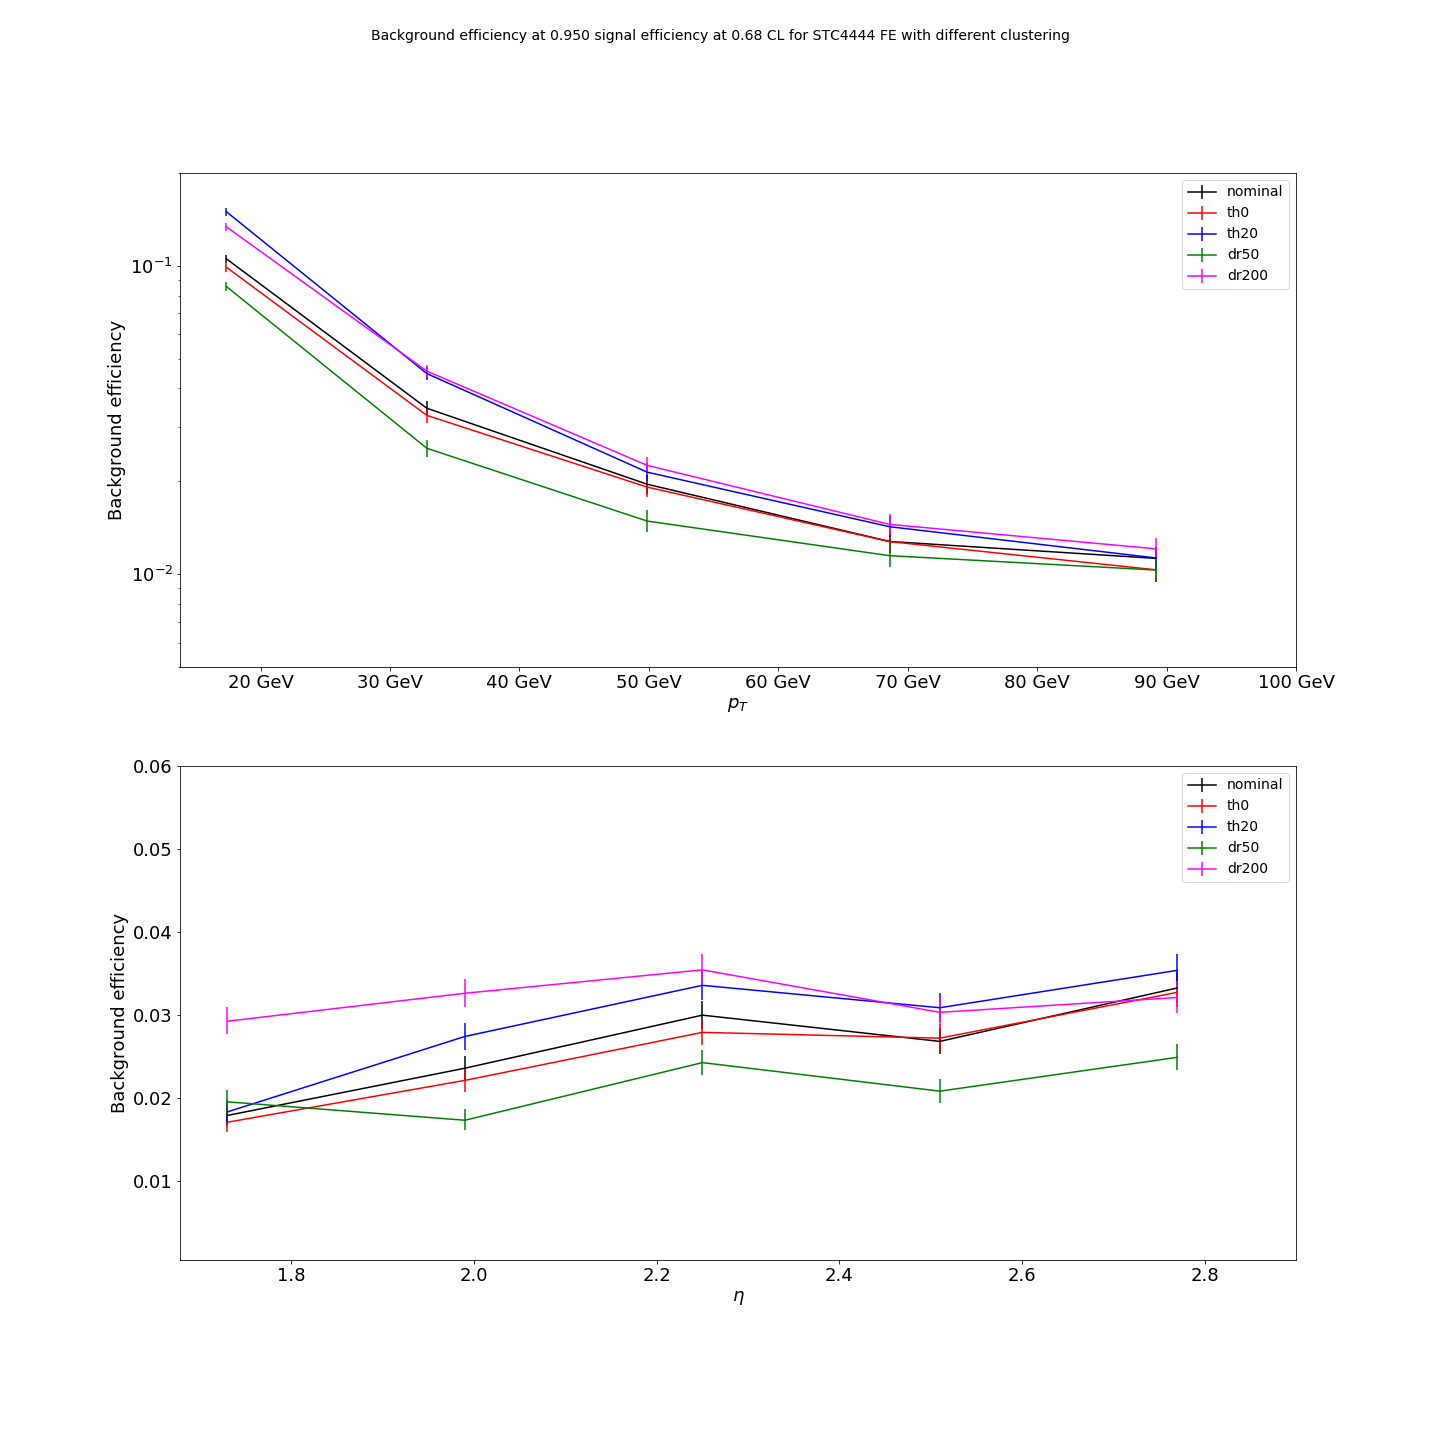 Background efficiency at 0.950 signal efficiency at 0.68 CL for STC4444 FE with different clustering
nominal
th0
th20
dr50
dr200
10⁻¹
10⁻²
Background efficiency
20 GeV 30 GeV 40 GeV 50 GeV 60 GeV 70 GeV 80 GeV 90 GeV 100 GeV
p_T
nominal
th0
th20
dr50
dr200
0.06
0.05
0.04
0.03
0.02
0.01
Background efficiency
1.8 2.0 2.2 2.4 2.6 2.8
η